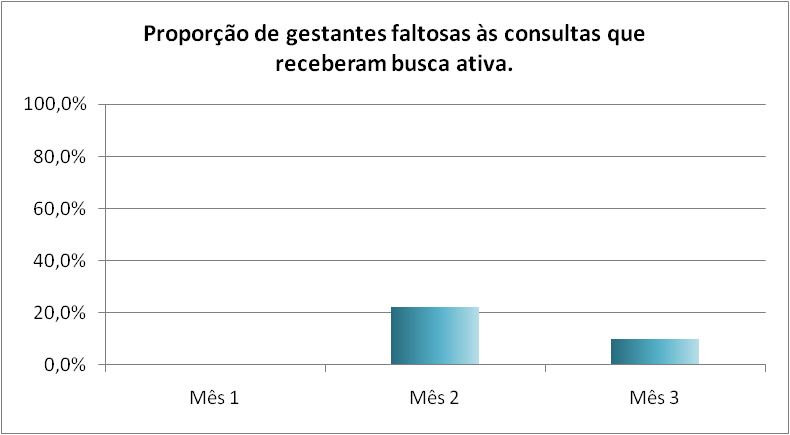 Proporção de gestantes faltosas às consultas que
receberam busca ativa.
100,0%
80,0%
60,0%
40,0%
20,0%
0,0%
Mês 1 Mês 2 Mês 3